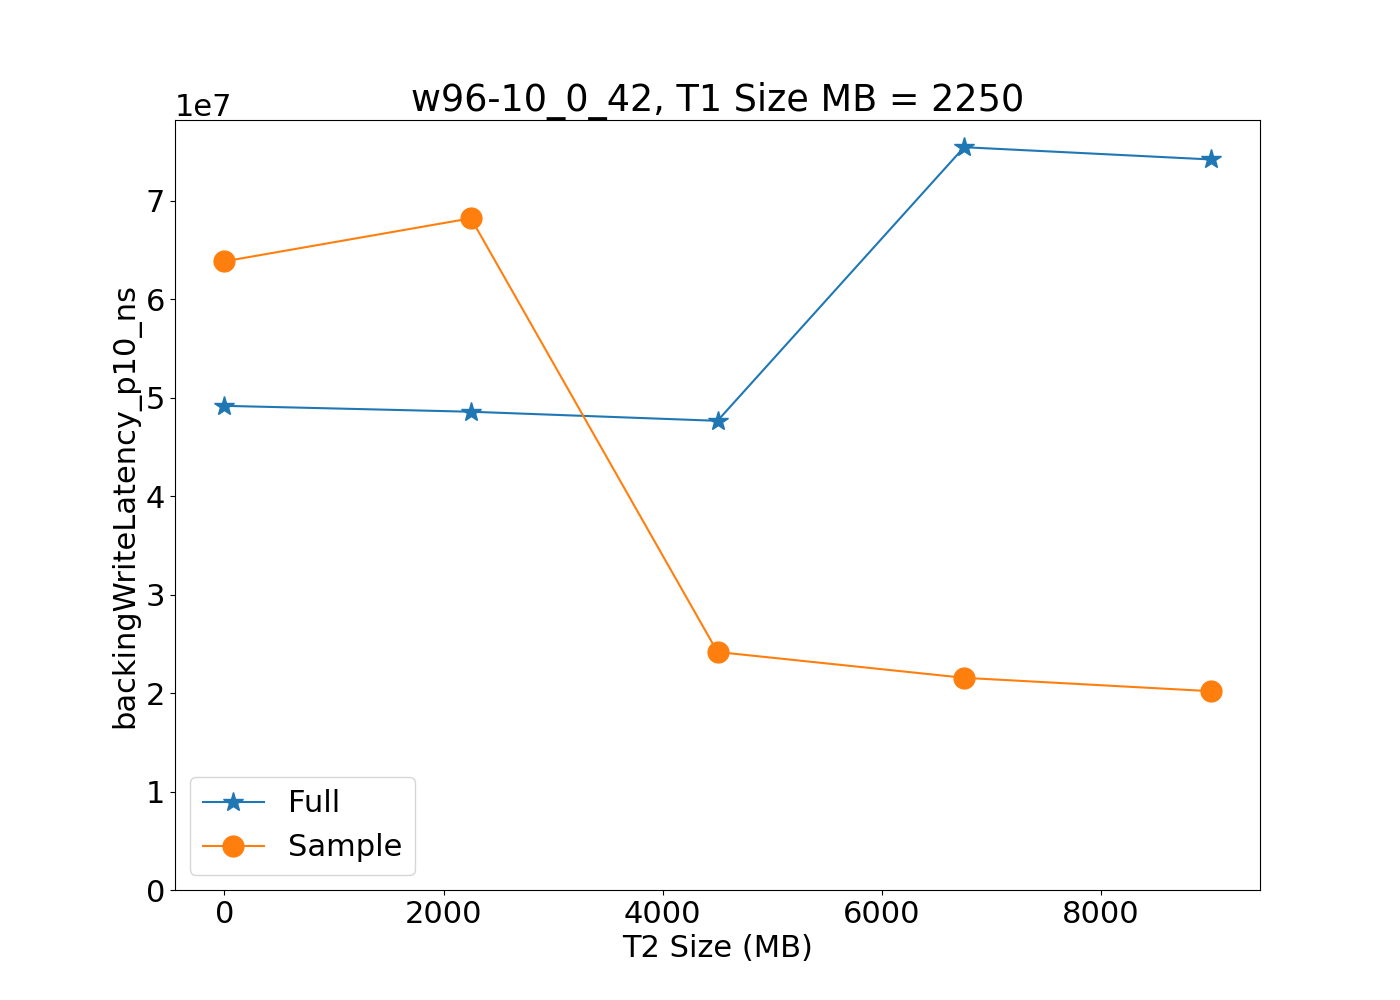 w96-10_0_42, T1 Size MB = 2250
1e7
7
6
5
4
3
2
1
0
backingWriteLatency_p10_ns
Full
Sample
0 2000 4000 6000 8000
T2 Size (MB)